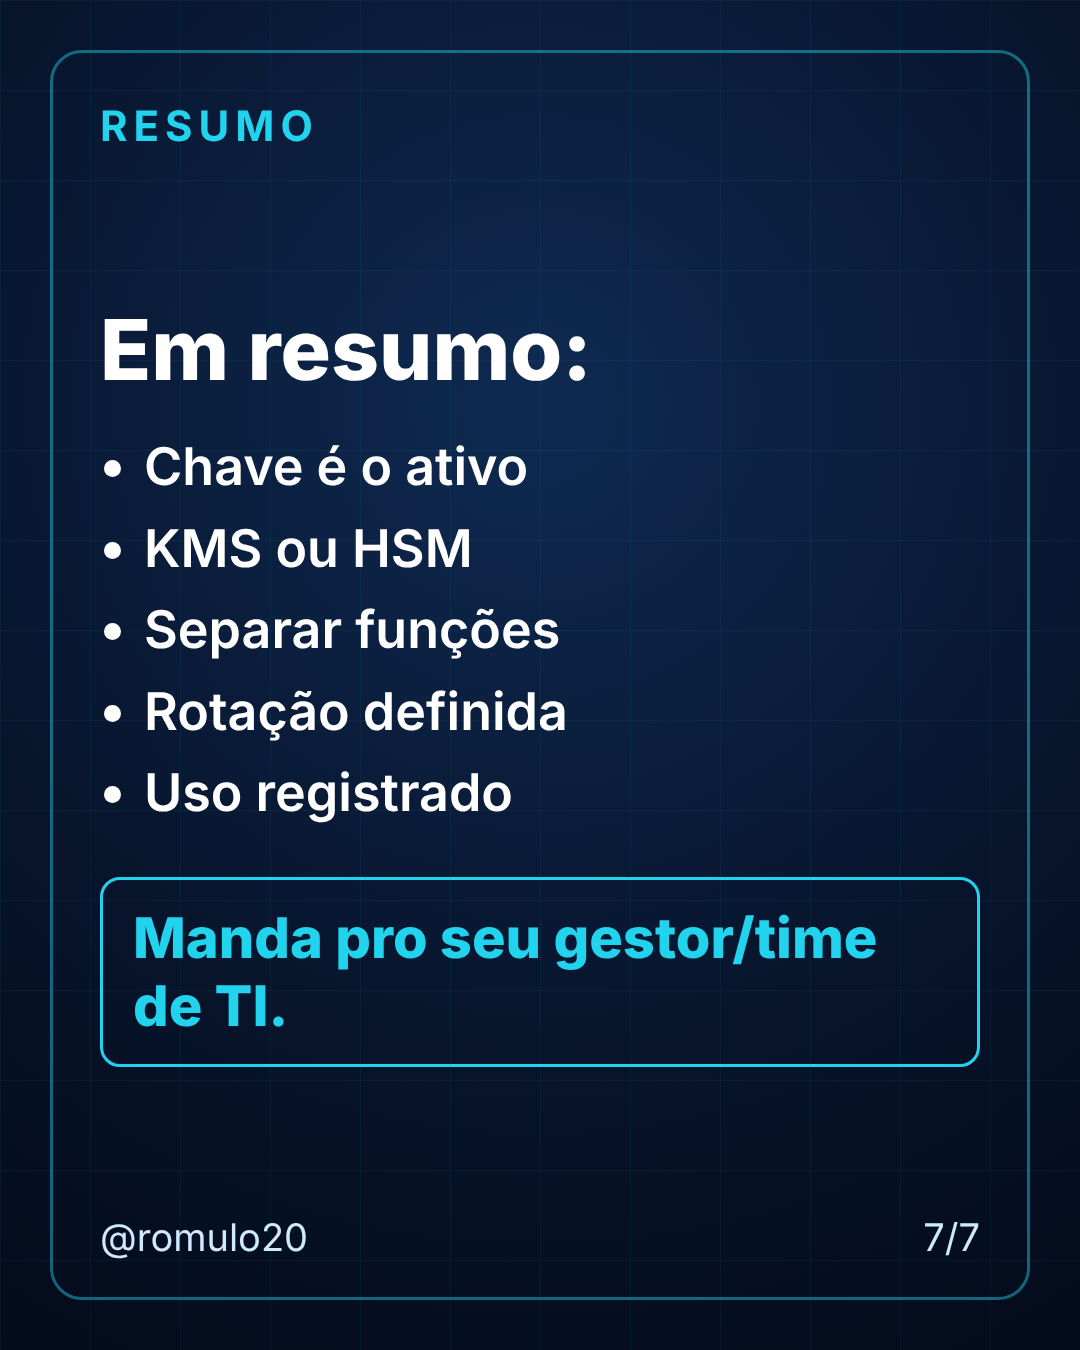 RESUMO
Em resumo:
• Chave é o ativo
• KMS ou HSM
• Separar funções
• Rotação definida
• Uso registrado
Manda pro seu gestor/time
de TI.
@romulo20
7/7